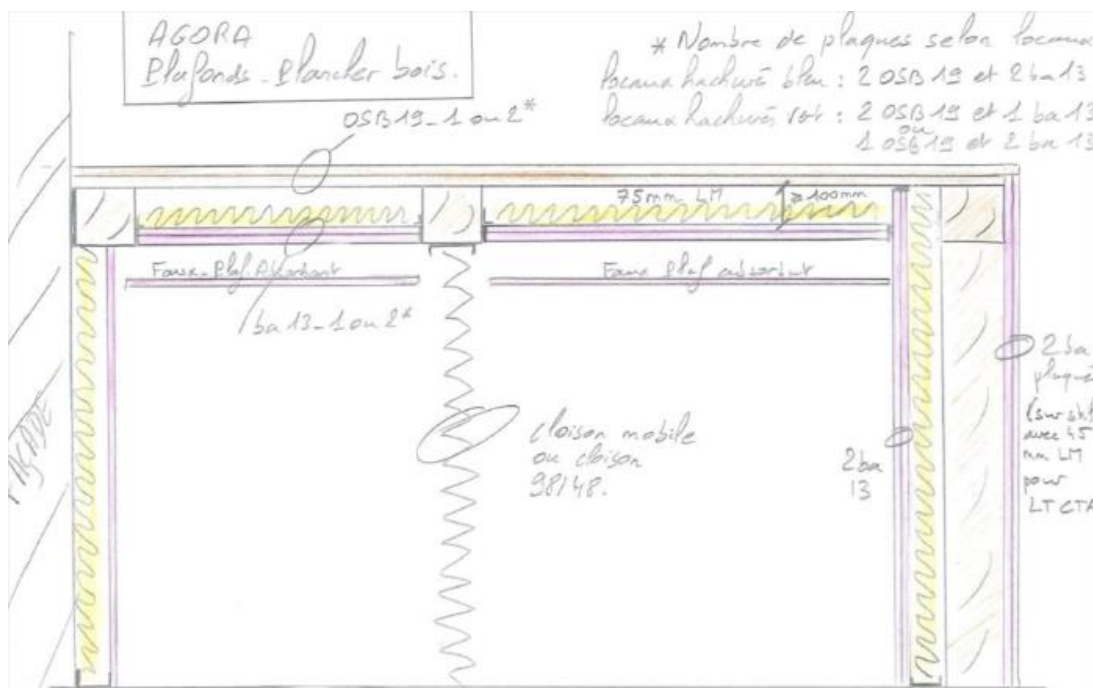 AGORA
Plafonds - Plancher bois.
* Nombre de plaques selon locaux
locaux hachuré bleu : 2 OSB 19 et 2 ba 13
locaux hachurés vert : 2 OSB 19 et 1 ba 13
ou
1 OSB 19 et 2 ba 13
OSB 19 - 1 ou 2*
75mm LM
≥ 100mm
Faux-Plaf. Absorbant
Faux Plaf absorbant
ba 13 - 1 ou 2*
FAÇADE
cloison mobile
ou cloison
98/48.
2 ba
13
2 ba
plaqué
avec 45
mm LM
pour
LT CTA